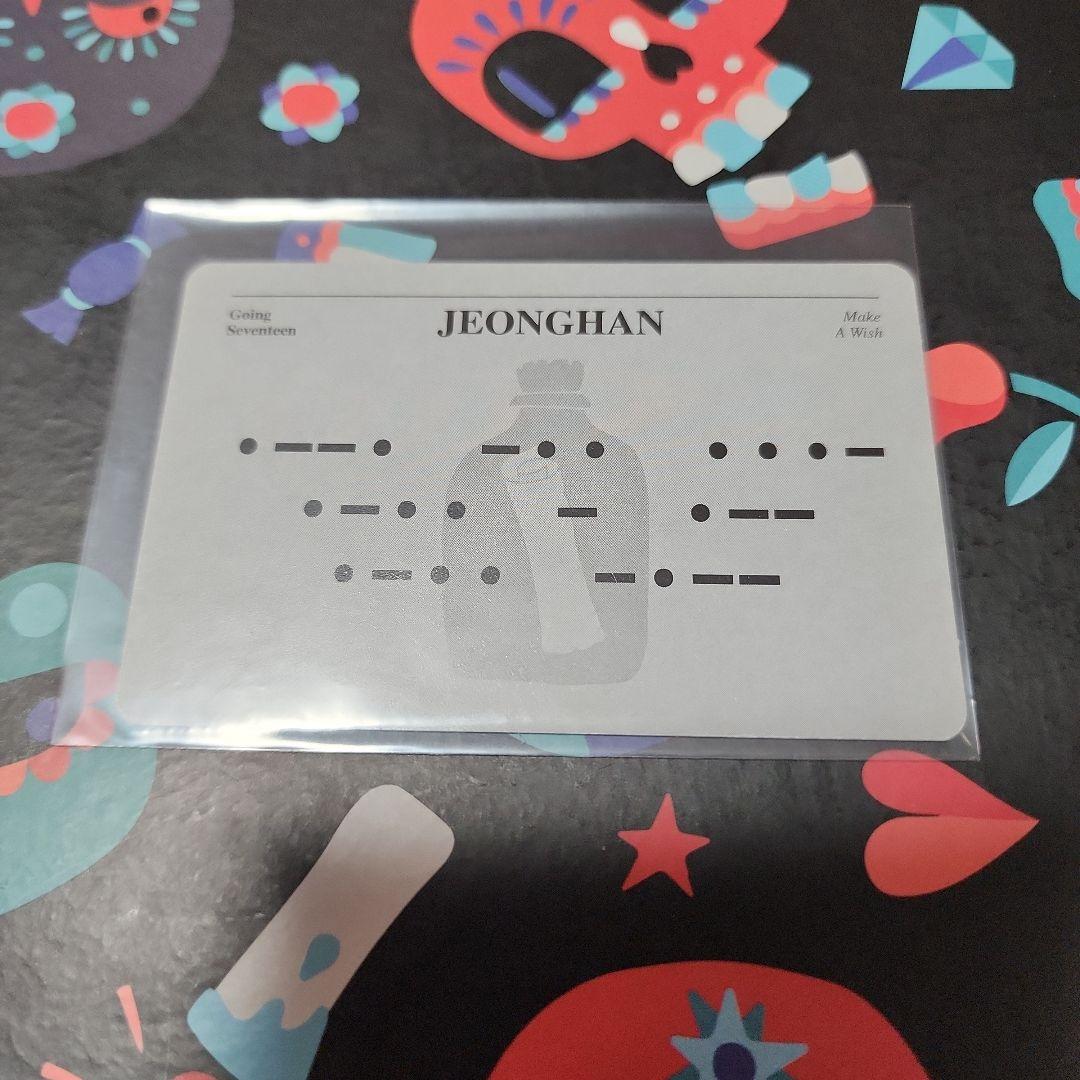 Going
Seventeen
JEONGHAN
Make
A Wish
● ▬ ▬ ● ▬ ● ● ● ● ● ▬
● ▬ ● ● ▬ ● ▬ ▬
● ▬ ● ● ▬ ● ▬ ▬